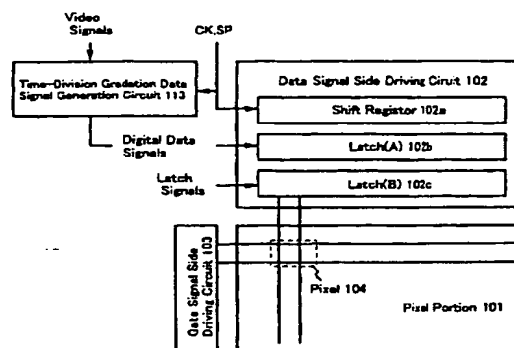 Video
Signals
CK,SP
Time-Division Gradation Data
Signal Generation Circuit 113
Data Signal Side Driving Ciruit 102
Shift Register 102a
Digital Data
Signals
Latch(A) 102b
Latch
Signals
Latch(B) 102c
Gate Signal Side
Driving Circuit 103
Pixel 104
Pixel Portion 101